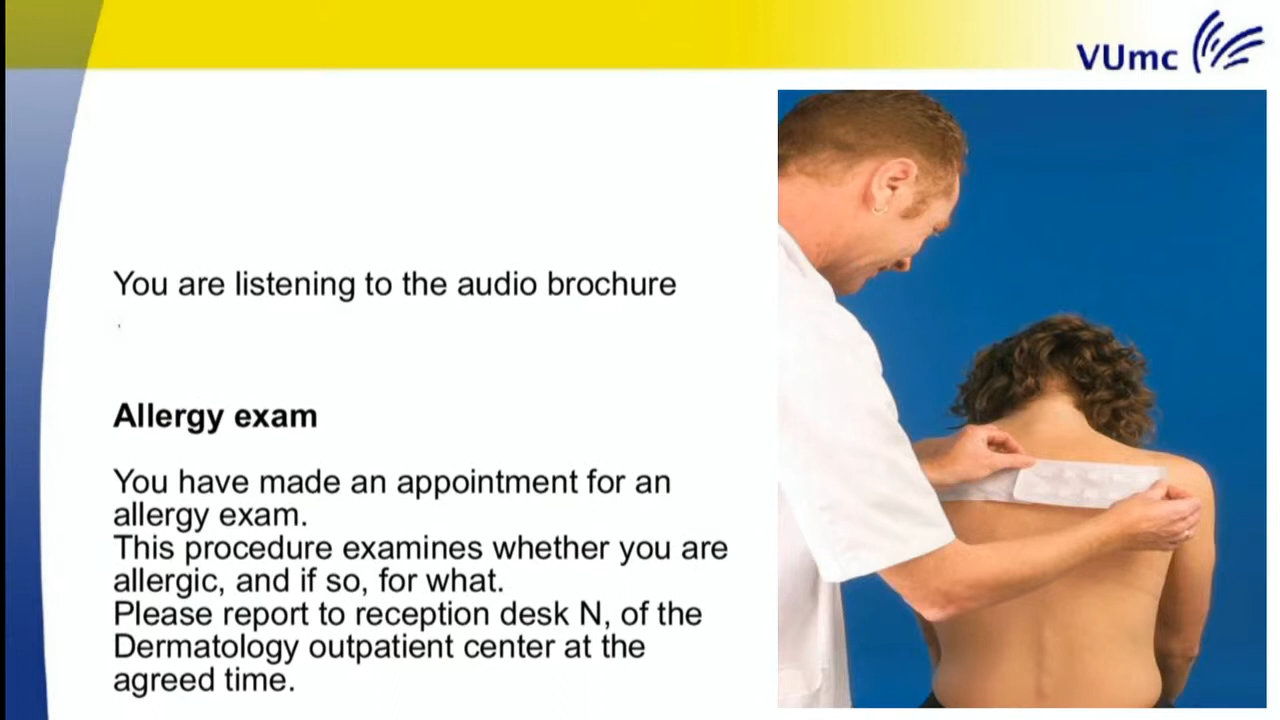 VUmc
You are listening to the audio brochure
.
Allergy exam
You have made an appointment for an
allergy exam.
This procedure examines whether you are
allergic, and if so, for what.
Please report to reception desk N, of the
Dermatology outpatient center at the
agreed time.